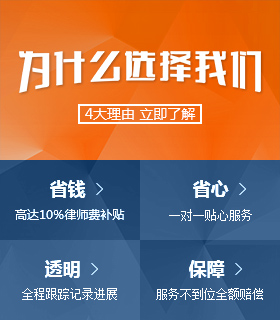 为什么选择我们
4大理由 立即了解
省钱
高达10%律师费补贴
省心
一对一贴心服务
透明
全程跟踪记录进展
保障
服务不到位全额赔偿